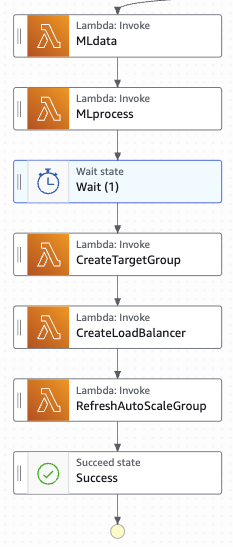 Lambda: Invoke
MLdata
Lambda: Invoke
MLprocess
Wait state
Wait (1)
Lambda: Invoke
CreateTargetGroup
Lambda: Invoke
CreateLoadBalancer
Lambda: Invoke
RefreshAutoScaleGroup
Succeed state
Success